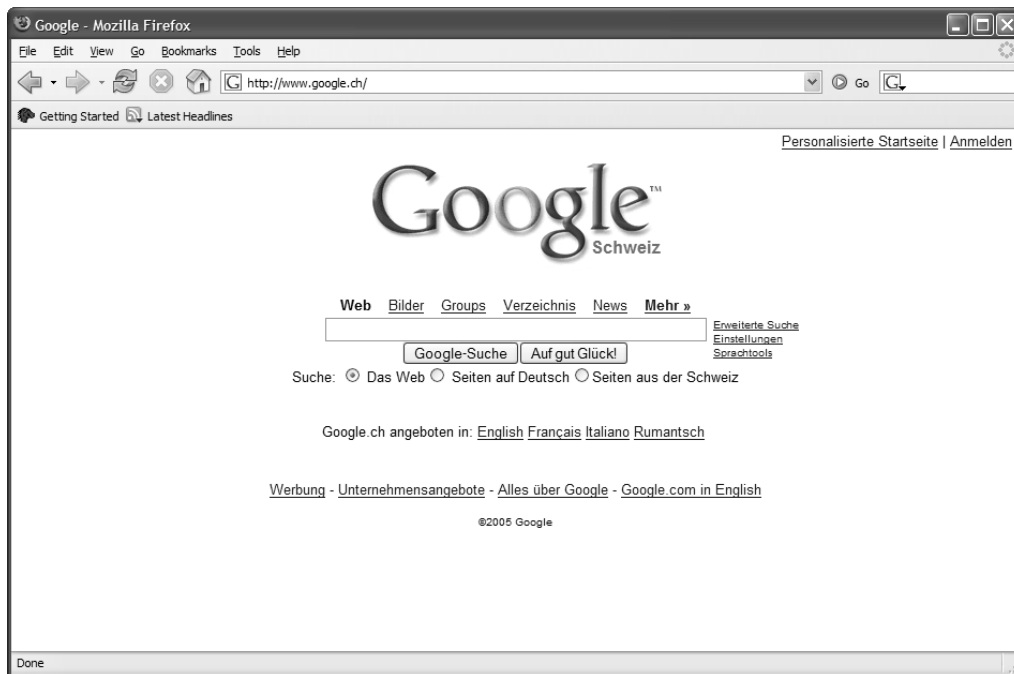 Google - Mozilla Firefox
File Edit View Go Bookmarks Tools Help
G http://www.google.ch/ Go G
Getting Started Latest Headlines
Personalisierte Startseite | Anmelden
Google™
Schweiz
Web Bilder Groups Verzeichnis News Mehr »
Erweiterte Suche
Einstellungen
Sprachtools
Google-Suche Auf gut Glück!
Suche: Das Web Seiten auf Deutsch Seiten aus der Schweiz
Google.ch angeboten in: English Français Italiano Rumantsch
Werbung - Unternehmensangebote - Alles über Google - Google.com in English
©2005 Google
Done